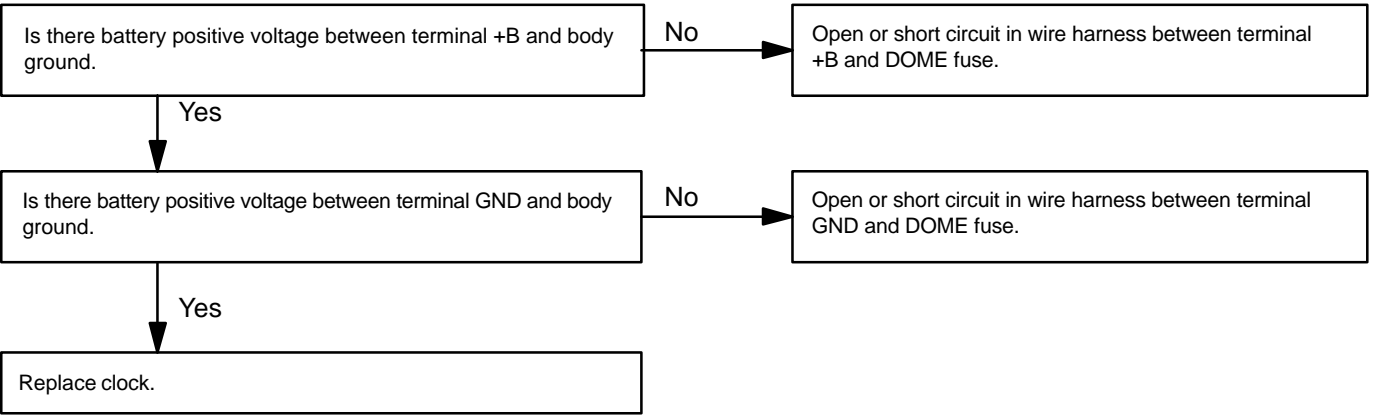 Is there battery positive voltage between terminal +B and body
ground.
No
Open or short circuit in wire harness between terminal
+B and DOME fuse.
Yes
Is there battery positive voltage between terminal GND and body
ground.
No
Open or short circuit in wire harness between terminal
GND and DOME fuse.
Yes
Replace clock.